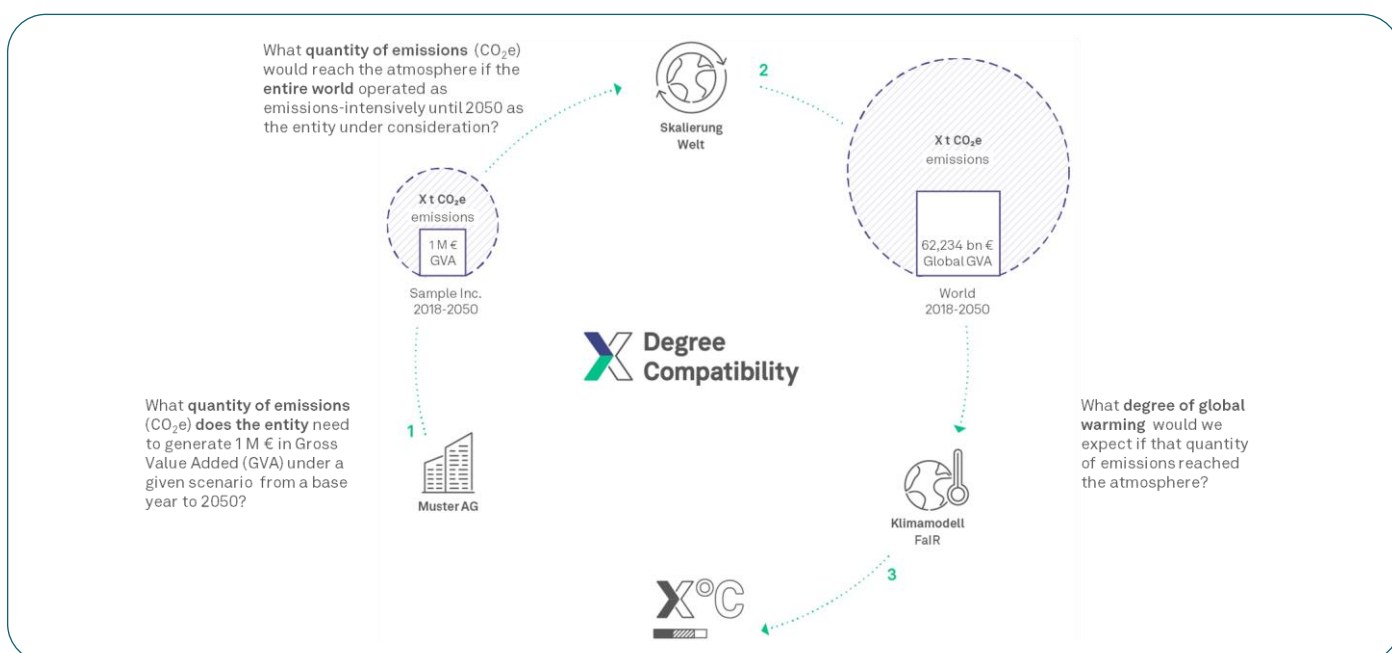 What quantity of emissions (CO₂e)
would reach the atmosphere if the
entire world operated as
emissions-intensively until 2050 as
the entity under consideration?
Skalierung
Welt
2
X t CO₂e
emissions
62,234 bn €
Global GVA
World
2018-2050
X t CO₂e
emissions
1 M €
GVA
Sample Inc.
2018-2050
X Degree
Compatibility
What quantity of emissions
(CO₂e) does the entity need
to generate 1 M € in Gross
Value Added (GVA) under a
given scenario from a base
year to 2050?
1
Muster AG
What degree of global
warming would we
expect if that quantity
of emissions reached
the atmosphere?
Klimamodell
FaIR
3
X°C